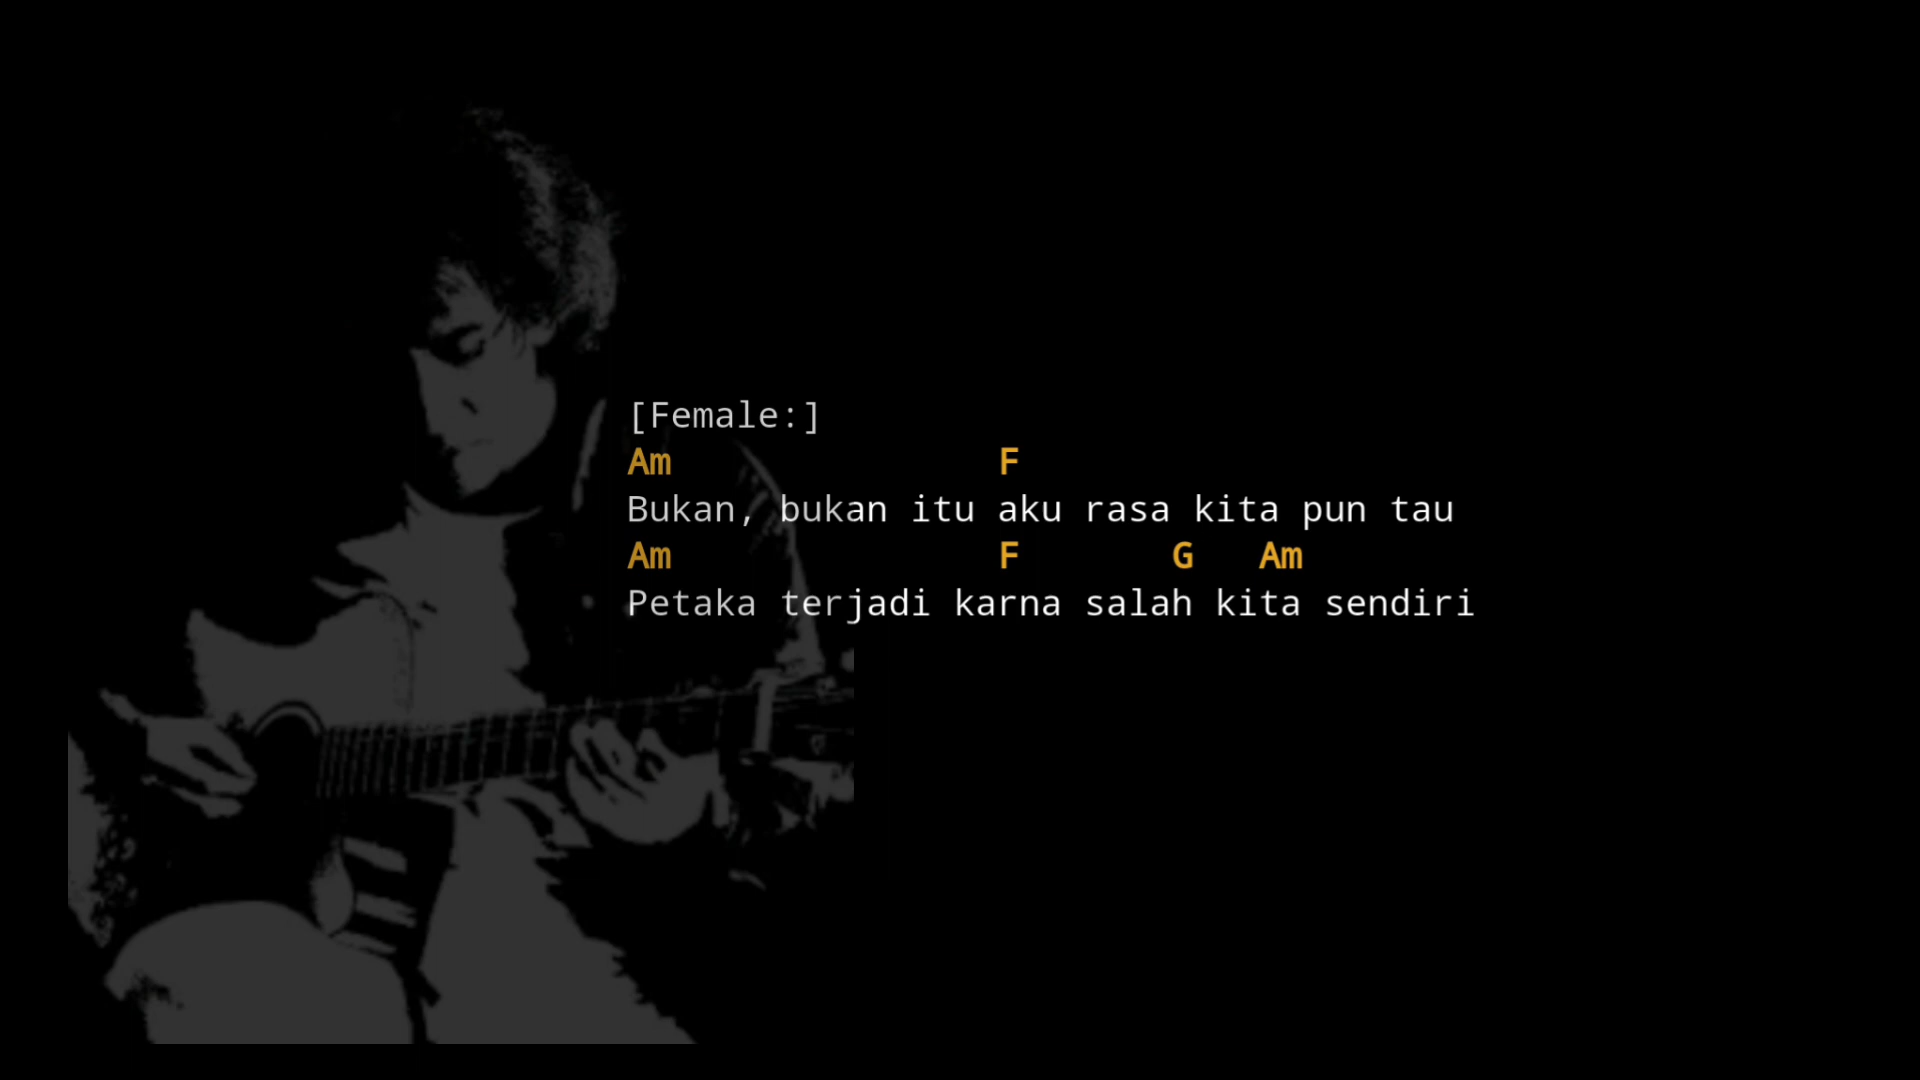 [Female:]
Am F
Bukan, bukan itu aku rasa kita pun tau
Am F G Am
Petaka terjadi karna salah kita sendiri